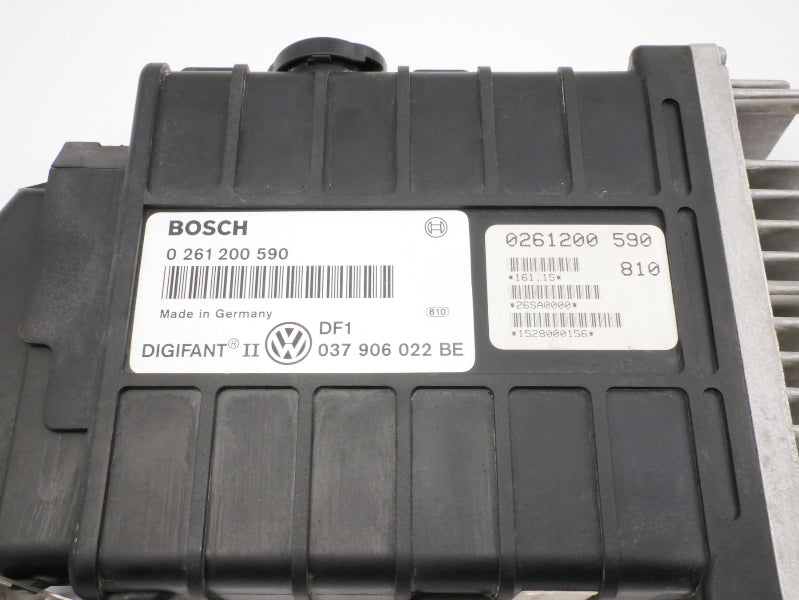 BOSCH
0 261 200 590
Made in Germany
810
DF1
DIGIFANT® II
037 906 022 BE
0261200 590
810
*161.15*
*26SA0000*
*1528000156*